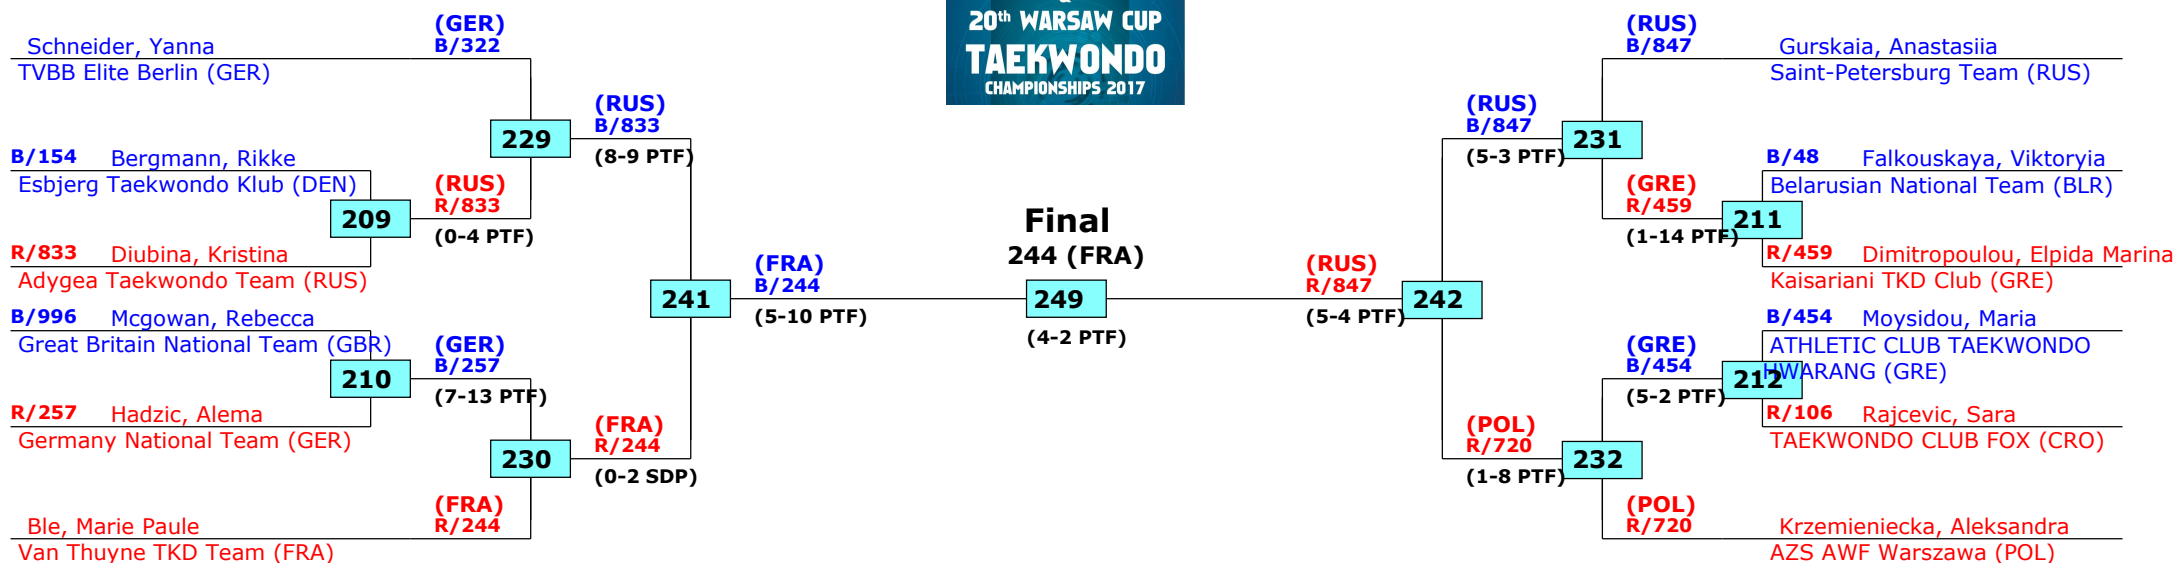 20th WARSAW CUP
TAEKWONDO
CHAMPIONSHIPS 2017
(GER)
B/322
Schneider, Yanna
TVBB Elite Berlin (GER)
229
(RUS)
B/833
(8-9 PTF)
B/154 Bergmann, Rikke
Esbjerg Taekwondo Klub (DEN)
209
(RUS)
R/833
(0-4 PTF)
R/833 Diubina, Kristina
Adygea Taekwondo Team (RUS)
241
(FRA)
B/244
(5-10 PTF)
B/996 Mcgowan, Rebecca
Great Britain National Team (GBR)
210
(GER)
B/257
(7-13 PTF)
R/257 Hadzic, Alema
Germany National Team (GER)
230
(FRA)
R/244
(0-2 SDP)
(FRA)
R/244
Ble, Marie Paule
Van Thuyne TKD Team (FRA)
Final
244 (FRA)
249
(4-2 PTF)
(RUS)
R/847
(5-4 PTF)
242
(RUS)
B/847
(5-3 PTF)
231
(RUS)
B/847
Gurskaia, Anastasiia
Saint-Petersburg Team (RUS)
B/48 Falkouskaya, Viktoryia
Belarusian National Team (BLR)
(GRE)
R/459
(1-14 PTF)
211
R/459 Dimitropoulou, Elpida Marina
Kaisariani TKD Club (GRE)
B/454 Moysidou, Maria
ATHLETIC CLUB TAEKWONDO
HWARANG (GRE)
(GRE)
B/454
(5-2 PTF)
212
R/106 Rajcevic, Sara
TAEKWONDO CLUB FOX (CRO)
(POL)
R/720
(1-8 PTF)
232
(POL)
R/720
Krzemieniecka, Aleksandra
AZS AWF Warszawa (POL)